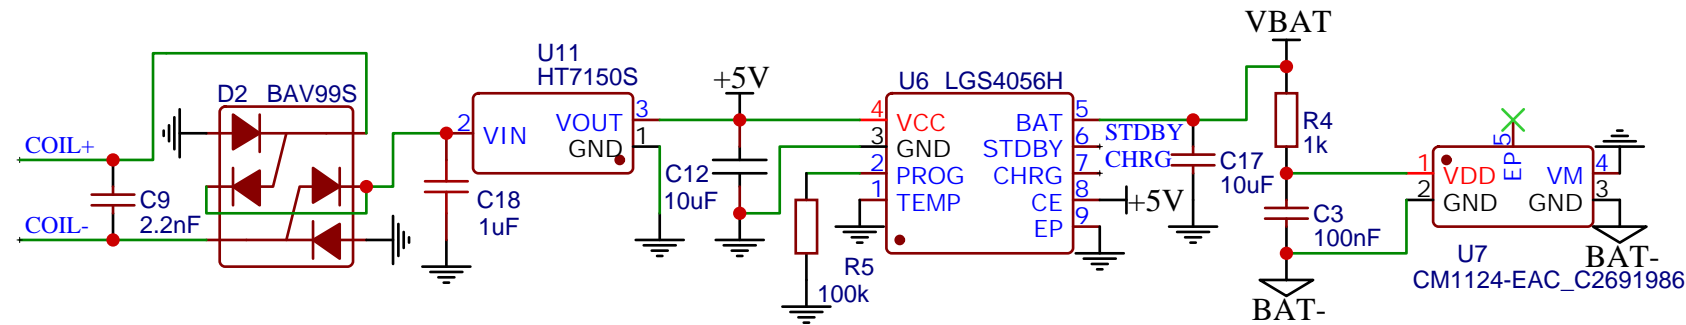 COIL+
COIL-
C9
2.2nF
D2 BAV99S
U11
HT7150S
2
VIN
VOUT
GND
3
1
C18
1uF
+5V
C12
10uF
R5
100k
U6 LGS4056H
4
3
2
1
VCC
GND
PROG
TEMP
BAT
STDBY
CHRG
CE
EP
5
6
7
8
9
STDBY
CHRG
+5V
C17
10uF
VBAT
R4
1k
C3
100nF
BAT-
1
2
VDD
GND
EP
5
VM
GND
4
3
BAT-
U7
CM1124-EAC_C2691986